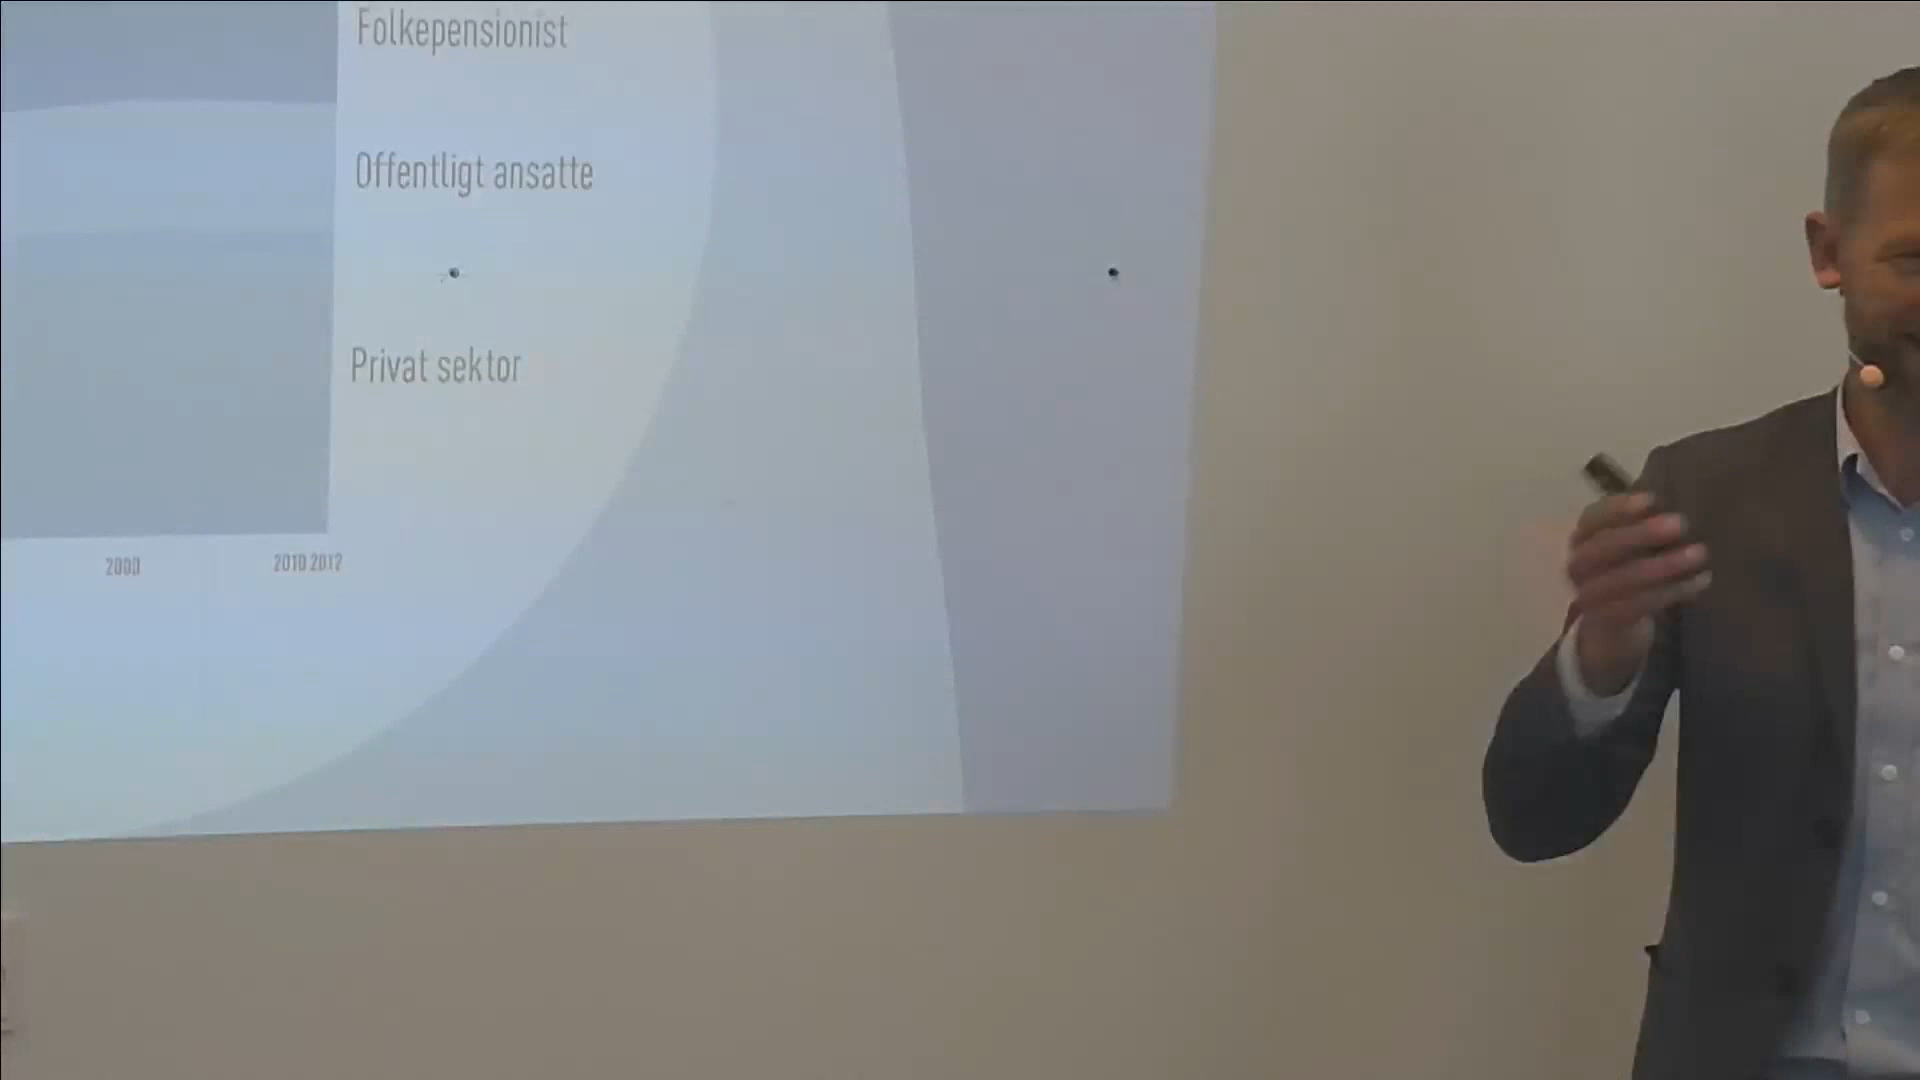 Folkepensionist
Offentligt ansatte
Privat sektor
2000
2010 2012